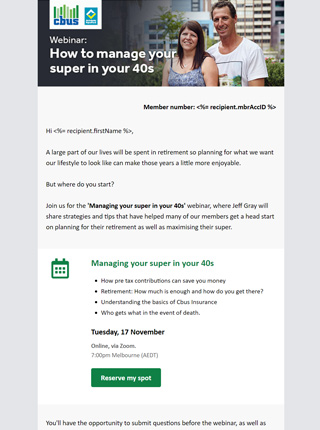 cbus
Webinar:
How to manage your
super in your 40s
Member number: <%= recipient.mbrAccID %>
Hi <%= recipient.firstName %>,
A large part of our lives will be spent in retirement so planning for what we want
our lifestyle to look like can make those years a little more enjoyable.
But where do you start?
Join us for the 'Managing your super in your 40s' webinar, where Jeff Gray will
share strategies and tips that have helped many of our members get a head start
on planning for their retirement as well as maximising their super.
Managing your super in your 40s
• How pre tax contributions can save you money
• Retirement: How much is enough and how do you get there?
• Understanding the basics of Cbus Insurance
• Who gets what in the event of death.
Tuesday, 17 November
Online, via Zoom.
7:00pm Melbourne (AEDT)
Reserve my spot
You'll have the opportunity to submit questions before the webinar, as well as